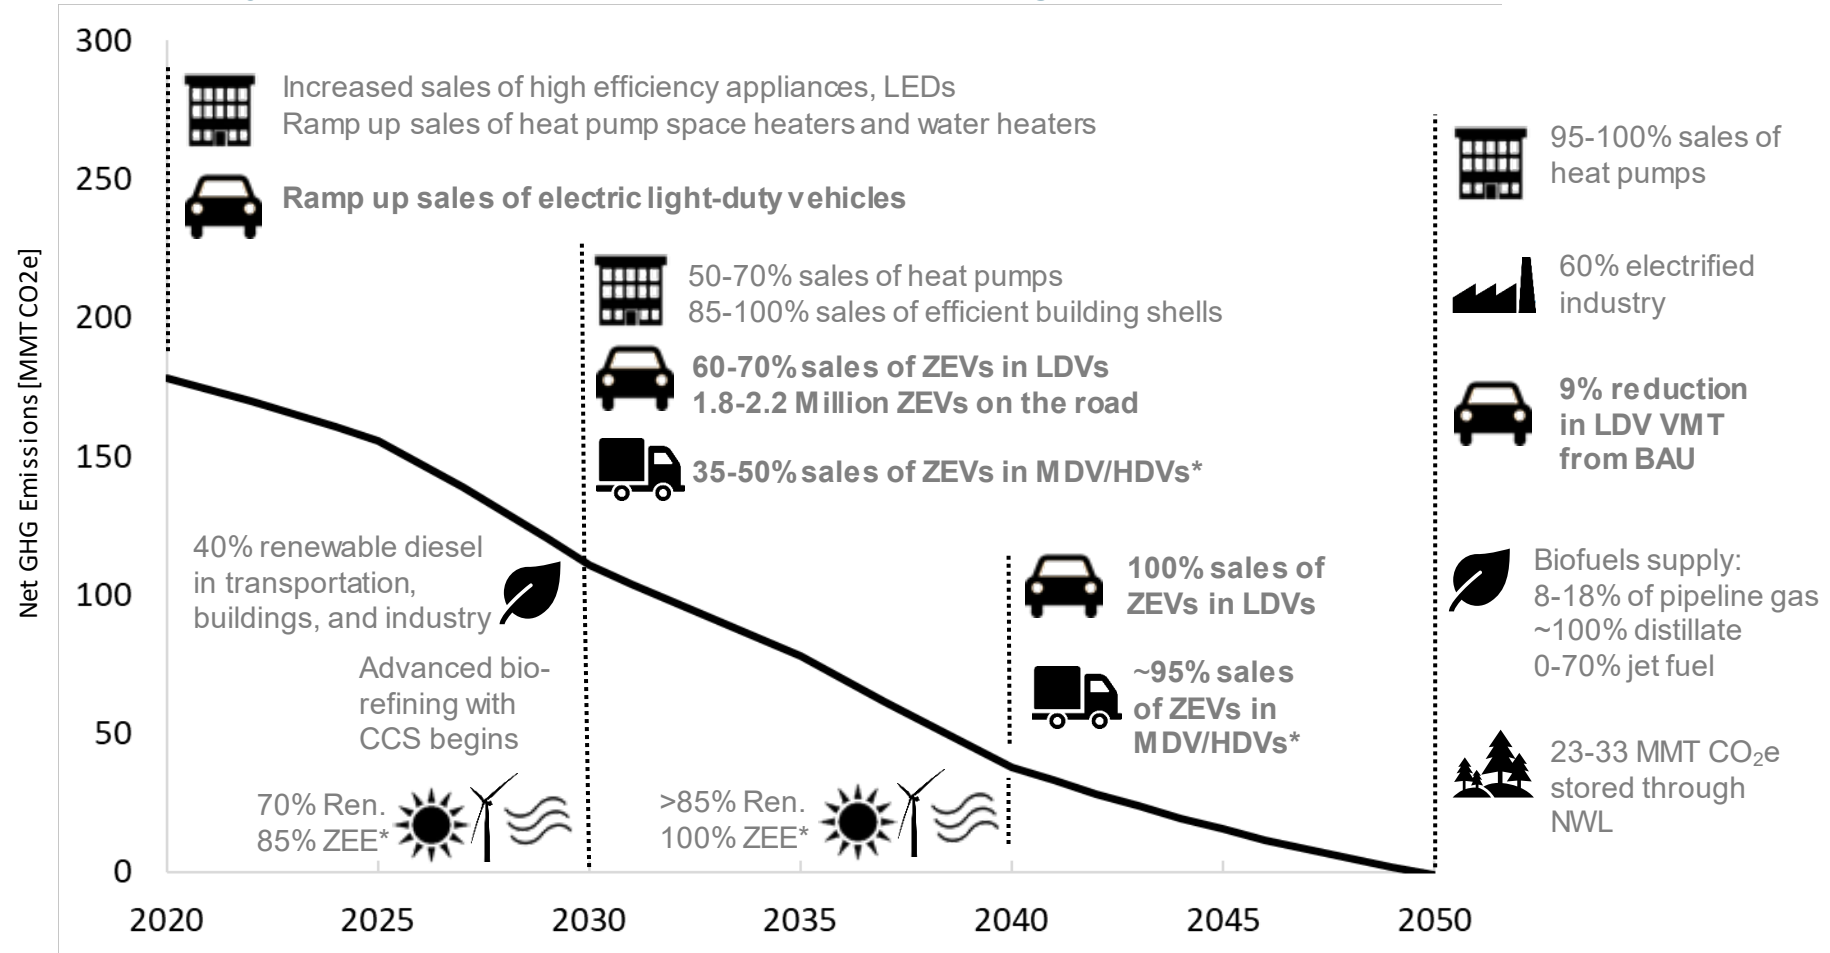 300
250
200
150
100
50
0
Net GHG Emissions [MMT CO2e]
Increased sales of high efficiency appliances, LEDs
Ramp up sales of heat pump space heaters and water heaters
Ramp up sales of electric light-duty vehicles
50-70% sales of heat pumps
85-100% sales of efficient building shells
60-70% sales of ZEVs in LDVs
1.8-2.2 Million ZEVs on the road
35-50% sales of ZEVs in MDV/HDVs*
40% renewable diesel
in transportation,
buildings, and industry
Advanced bio-
refining with
CCS begins
70% Ren.
85% ZEE*
>85% Ren.
100% ZEE*
100% sales of
ZEVs in LDVs
~95% sales
of ZEVs in
MDV/HDVs*
95-100% sales of
heat pumps
60% electrified
industry
9% reduction
in LDV VMT
from BAU
Biofuels supply:
8-18% of pipeline gas
~100% distillate
0-70% jet fuel
23-33 MMT CO₂e
stored through
NWL
2020
2025
2030
2035
2040
2045
2050